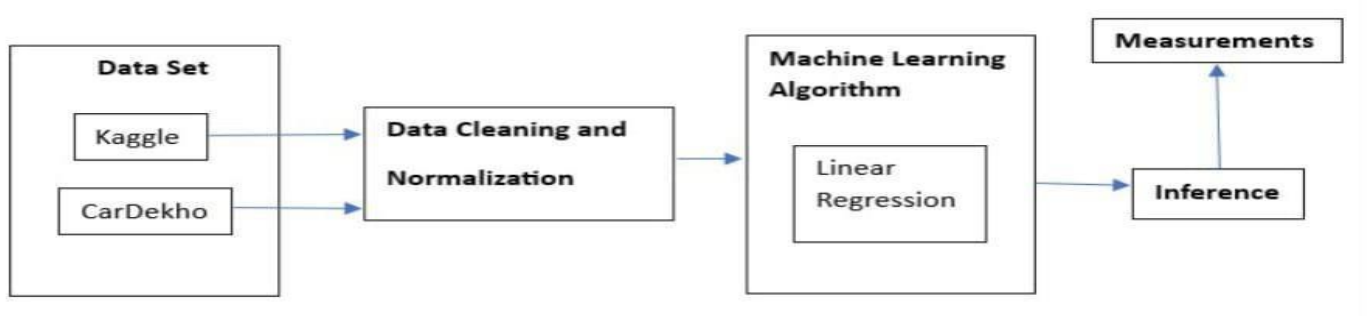 Data Set
Kaggle
CarDekho
Data Cleaning and
Normalization
Machine Learning
Algorithm
Linear
Regression
Inference
Measurements